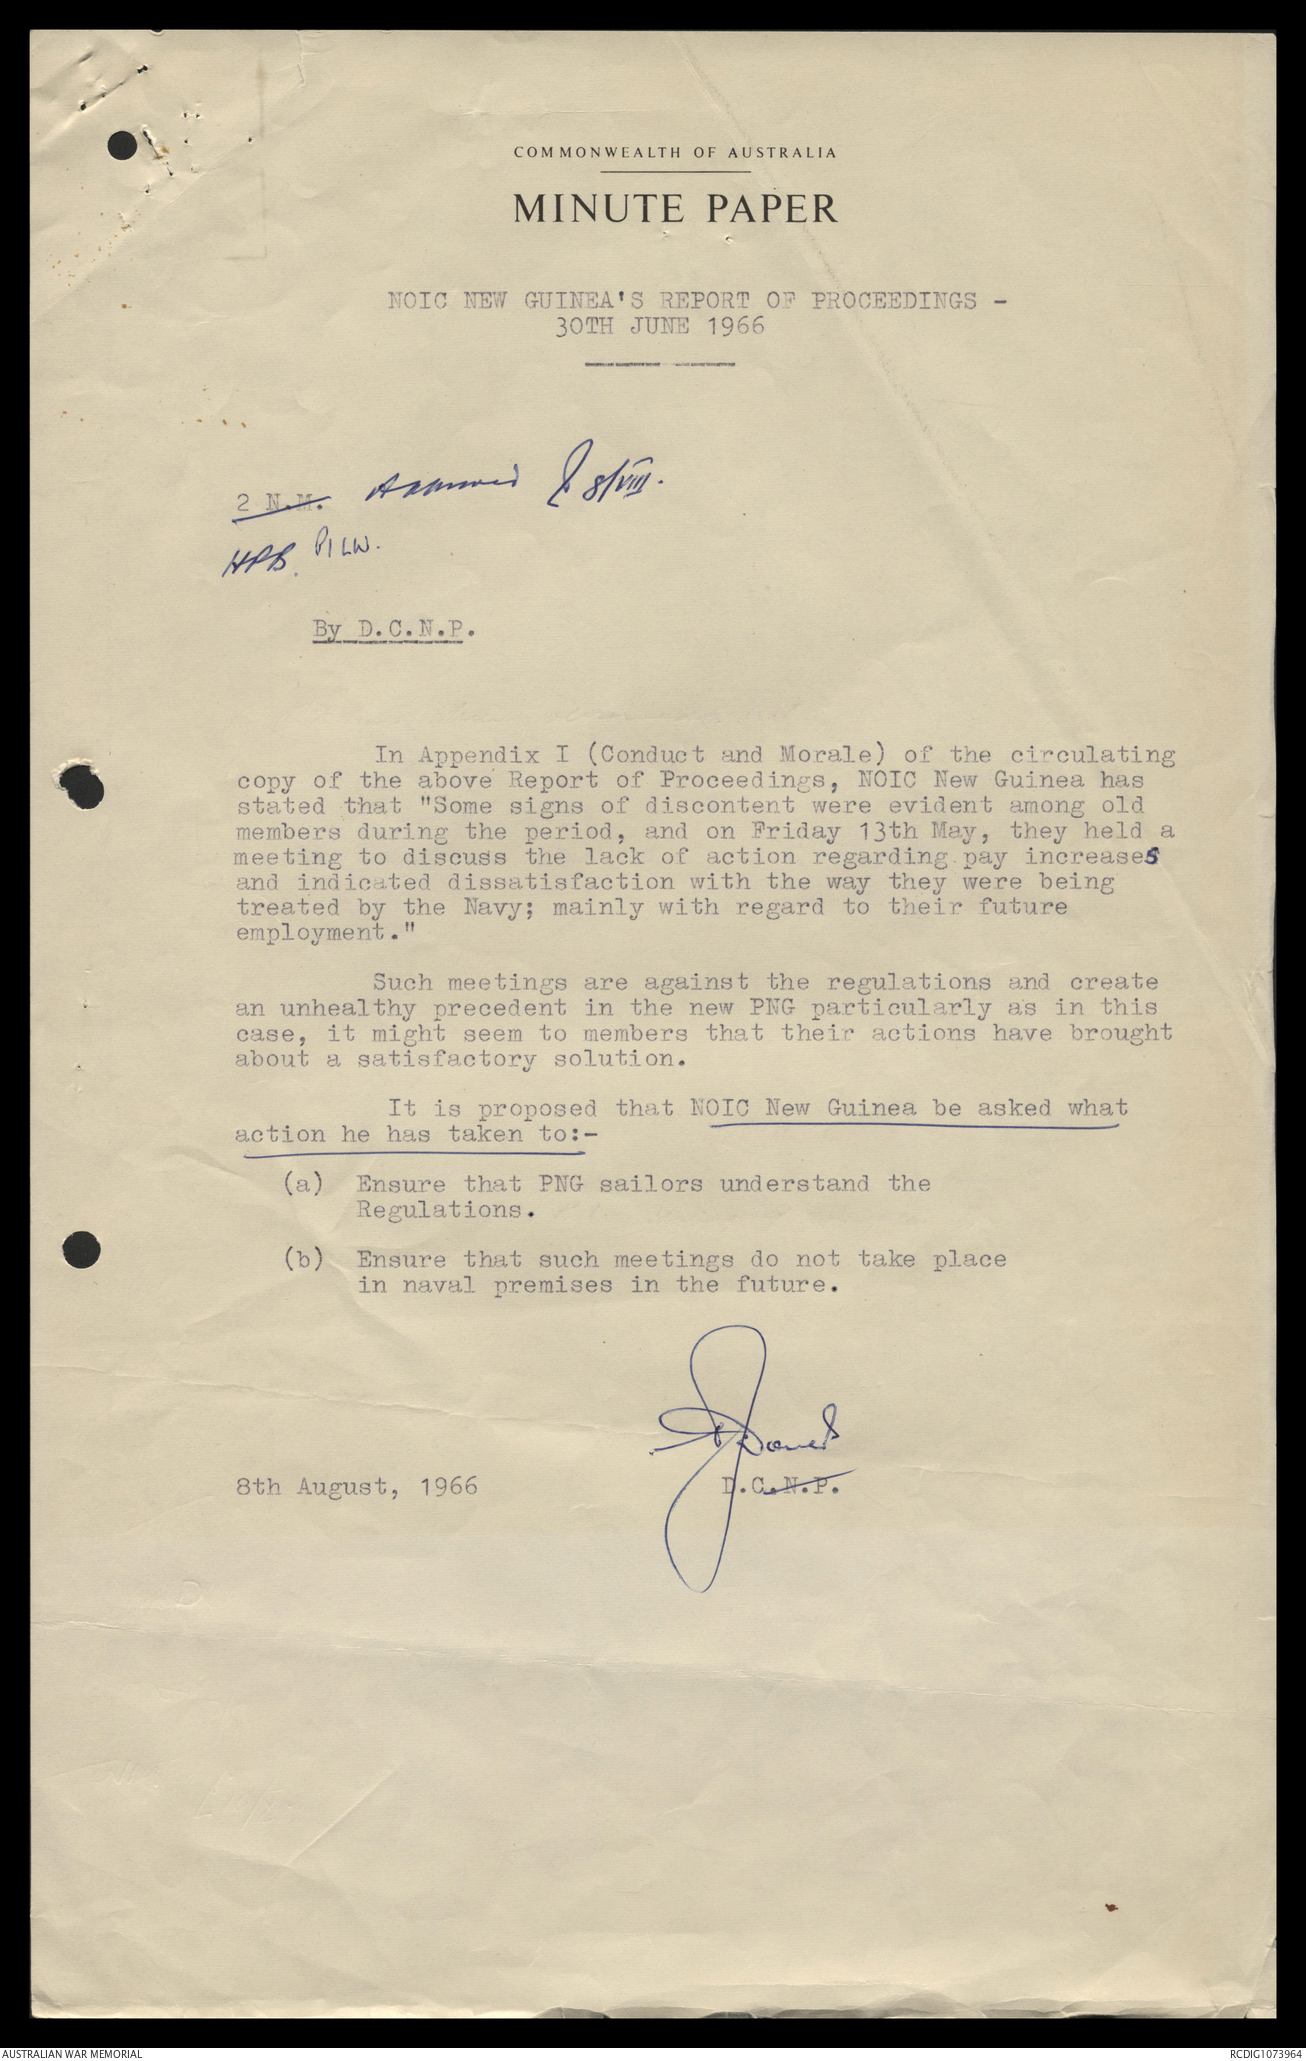 COMMONWEALTH OF AUSTRALIA
MINUTE PAPER
NOIC NEW GUINEA'S REPORT OF PROCEEDINGS -
30TH JUNE 1966
2 N.M. Approved 8/VIII.
HPB. PILW.
By D.C.N.P.
In Appendix I (Conduct and Morale) of the circulating
copy of the above Report of Proceedings, NOIC New Guinea has
stated that "Some signs of discontent were evident among old
members during the period, and on Friday 13th May, they held a
meeting to discuss the lack of action regarding pay increases
and indicated dissatisfaction with the way they were being
treated by the Navy; mainly with regard to their future
employment."
Such meetings are against the regulations and create
an unhealthy precedent in the new PNG particularly as in this
case, it might seem to members that their actions have brought
about a satisfactory solution.
It is proposed that NOIC New Guinea be asked what
action he has taken to:-
(a) Ensure that PNG sailors understand the
Regulations.
(b) Ensure that such meetings do not take place
in naval premises in the future.
8th August, 1966 D.C.N.P.
AUSTRALIAN WAR MEMORIAL RCDIG1073964